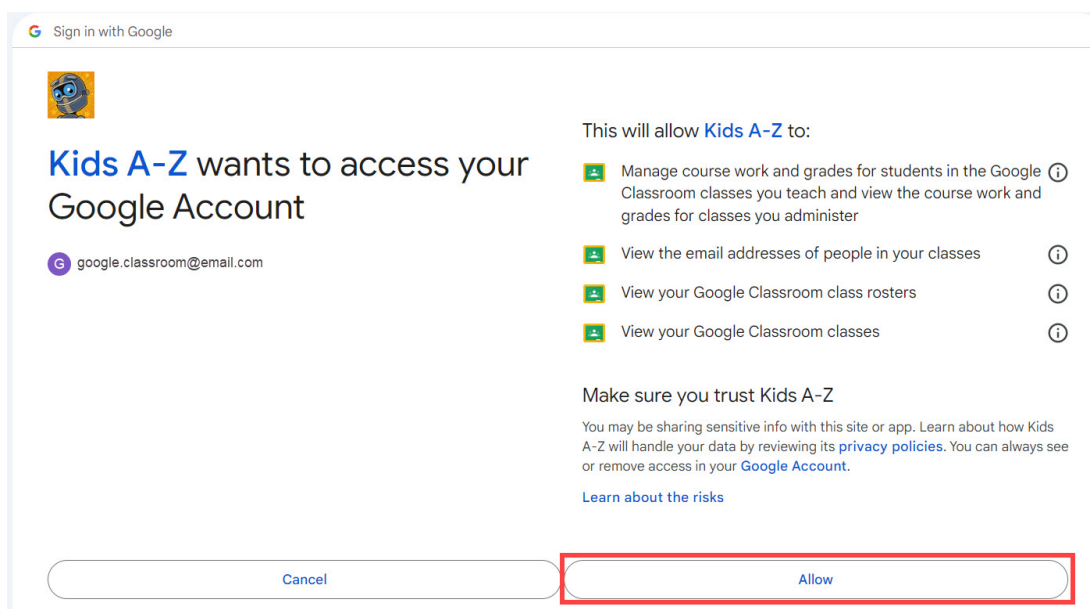 Sign in with Google
Kids A-Z wants to access your
Google Account
G google.classroom@email.com
This will allow Kids A-Z to:
Manage course work and grades for students in the Google
Classroom classes you teach and view the course work and
grades for classes you administer
View the email addresses of people in your classes
View your Google Classroom class rosters
View your Google Classroom classes
Make sure you trust Kids A-Z
You may be sharing sensitive info with this site or app. Learn about how Kids
A-Z will handle your data by reviewing its privacy policies. You can always see
or remove access in your Google Account.
Learn about the risks
Cancel
Allow